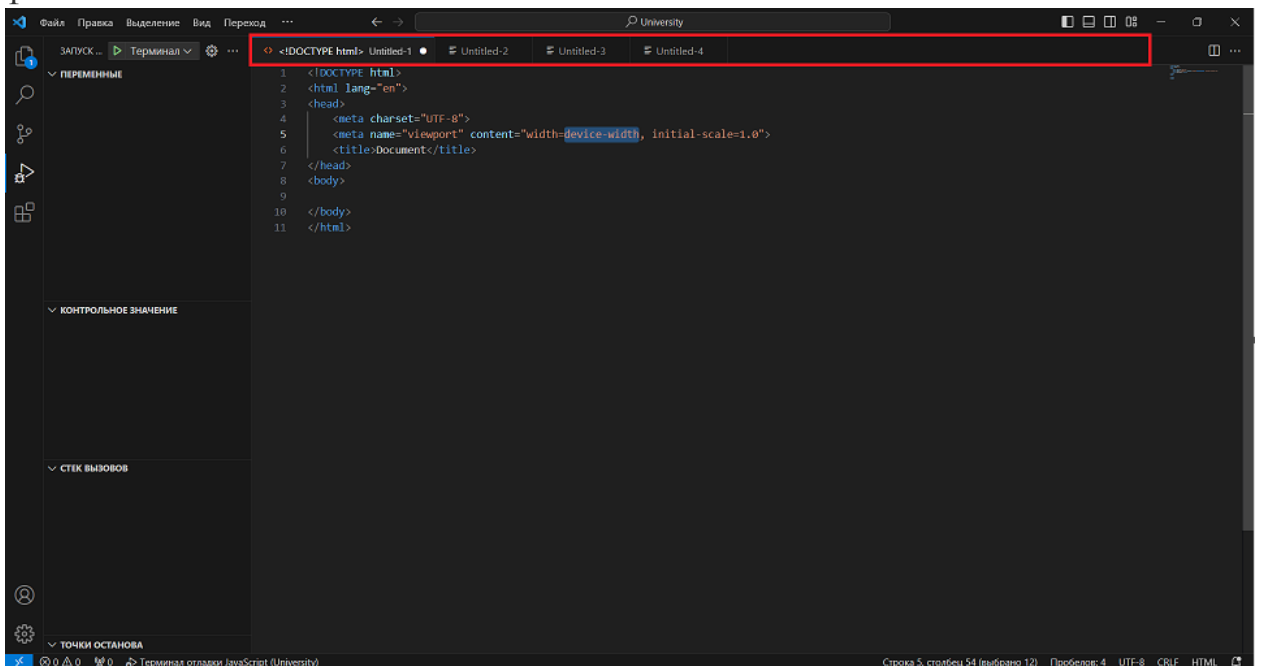 Файл Правка Выделение Вид Переход ··· University
ЗАПУСК ... Терминал <!DOCTYPE html> Untitled-1 Untitled-2 Untitled-3 Untitled-4
ПЕРЕМЕННЫЕ
1 <!DOCTYPE html>
2 <html lang="en">
3 <head>
4 <meta charset="UTF-8">
5 <meta name="viewport" content="width=device-width, initial-scale=1.0">
6 <title>Document</title>
7 </head>
8 <body>
9
10 </body>
11 </html>
КОНТРОЛЬНОЕ ЗНАЧЕНИЕ
СТЕК ВЫЗОВОВ
ТОЧКИ ОСТАНОВА
0 0 0 Терминал отладки JavaScript (University) Строка 5, столбец 54 (выбрано 12) Пробелов: 4 UTF-8 CRLF HTML
1